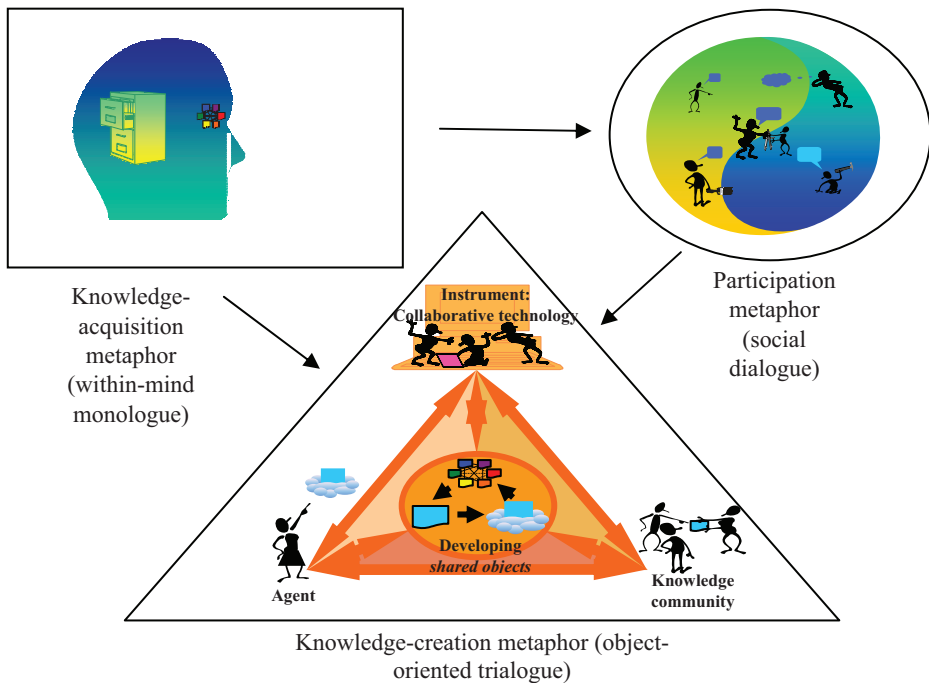 Knowledge-
acquisition
metaphor
(within-mind
monologue)
Participation
metaphor
(social
dialogue)
Instrument:
Collaborative technology
Developing
shared objects
Agent
Knowledge
community
Knowledge-creation metaphor (object-
oriented trialogue)